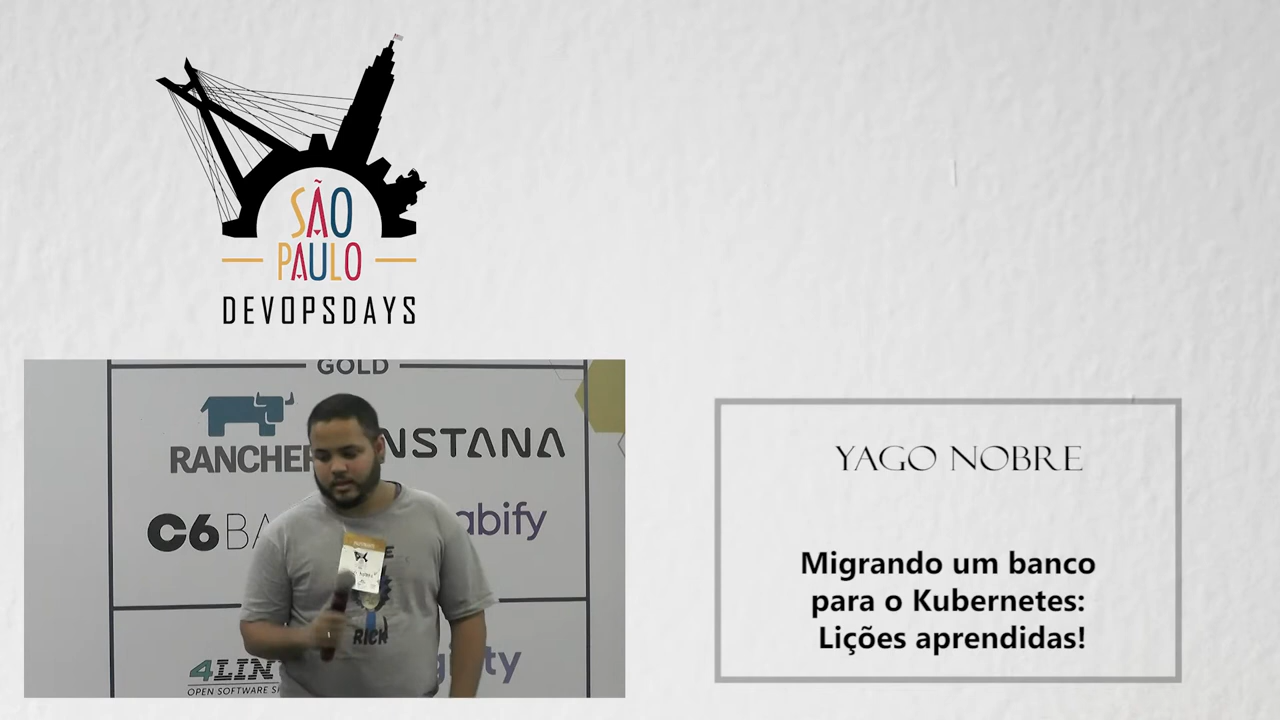 SÃO
PAULO
DEVOPSDAYS
GOLD
RANCHER
NSTANA
C6 BA
abify
RICK
4LIN
OPEN SOFTWARE S
YAGO NOBRE
Migrando um banco
para o Kubernetes:
Lições aprendidas!